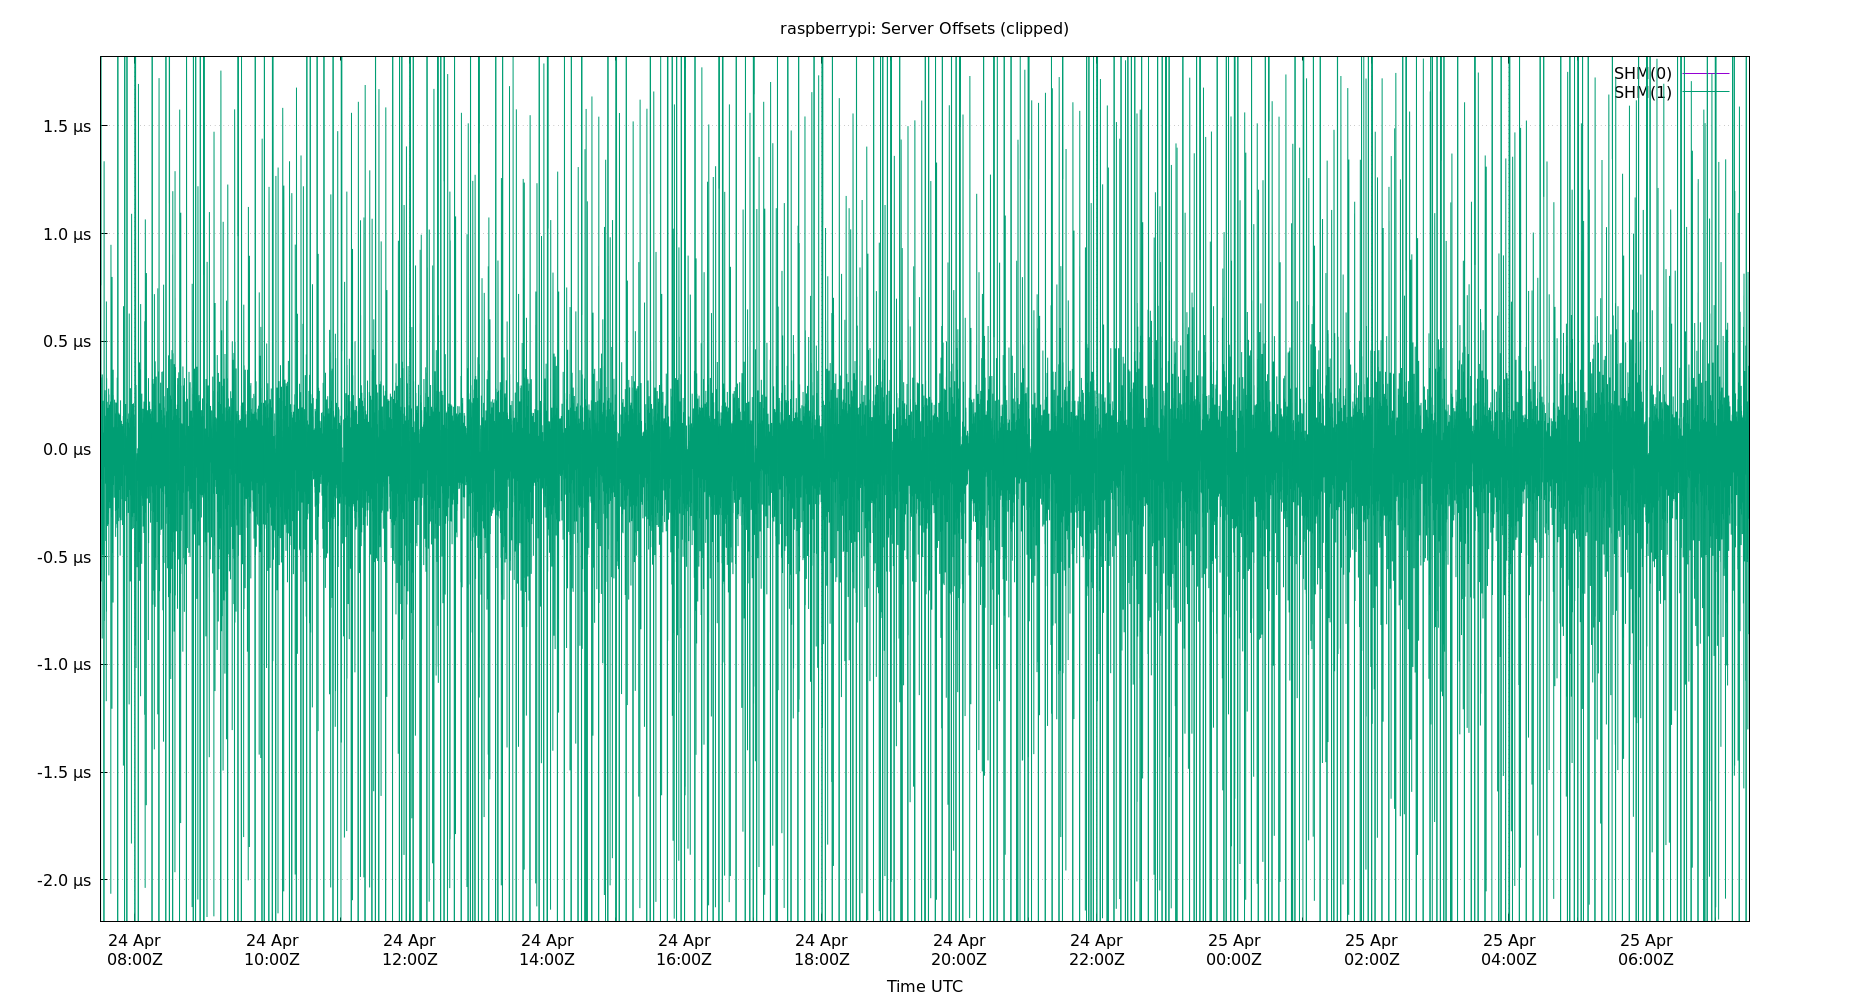 raspberrypi: Server Offsets (clipped)
SHM(0)
SHM(1)
1.5 µs
1.0 µs
0.5 µs
0.0 µs
-0.5 µs
-1.0 µs
-1.5 µs
-2.0 µs
24 Apr 24 Apr 24 Apr 24 Apr 24 Apr 24 Apr 24 Apr 24 Apr 25 Apr 25 Apr 25 Apr 25 Apr
08:00Z 10:00Z 12:00Z 14:00Z 16:00Z 18:00Z 20:00Z 22:00Z 00:00Z 02:00Z 04:00Z 06:00Z
Time UTC